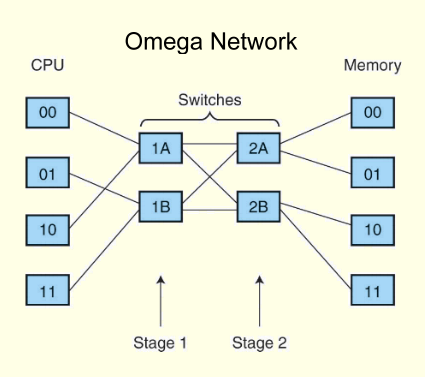 Omega Network
CPU
Memory
Switches
00
01
10
11
1A
1B
2A
2B
00
01
10
11
Stage 1
Stage 2